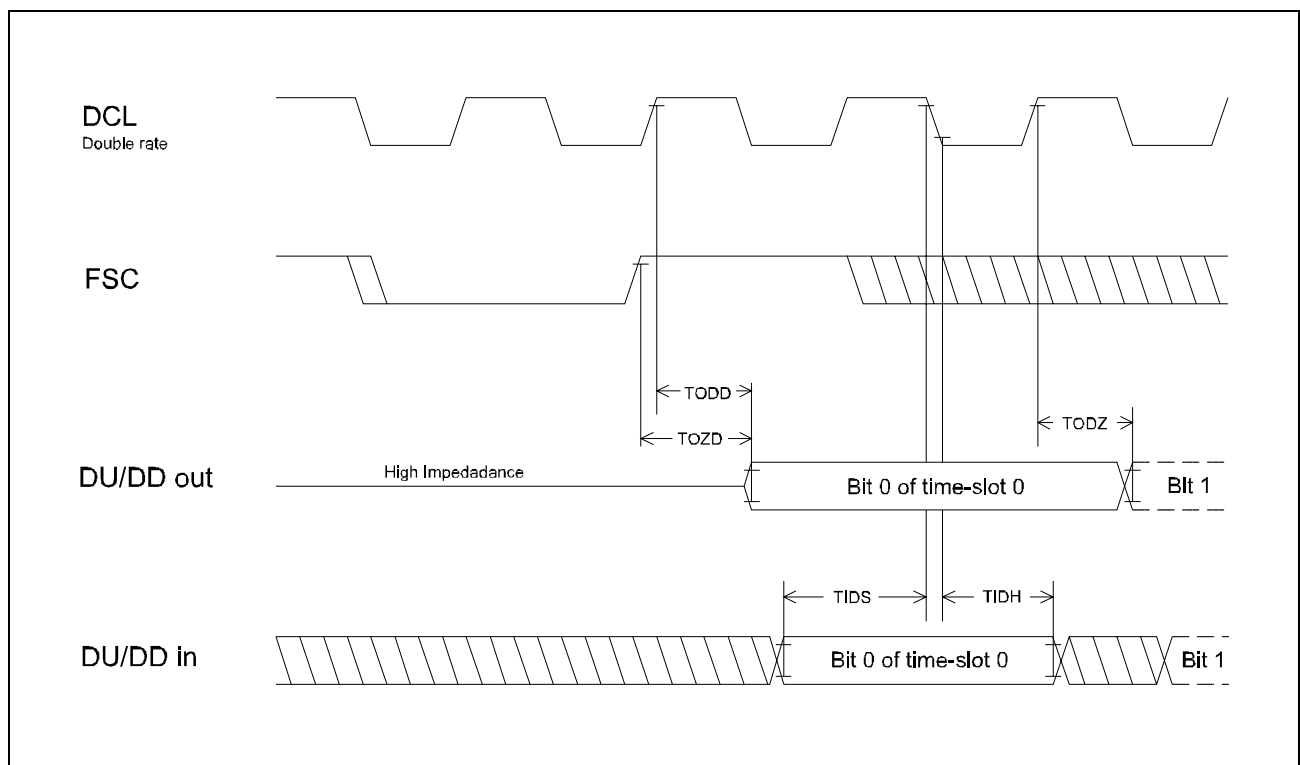 DCL
Double rate
FSC
TODD
TOZD
TODZ
DU/DD out
High Impedadance
Bit 0 of time-slot 0
BIt 1
TIDS
TIDH
DU/DD in
Bit 0 of time-slot 0
Bit 1